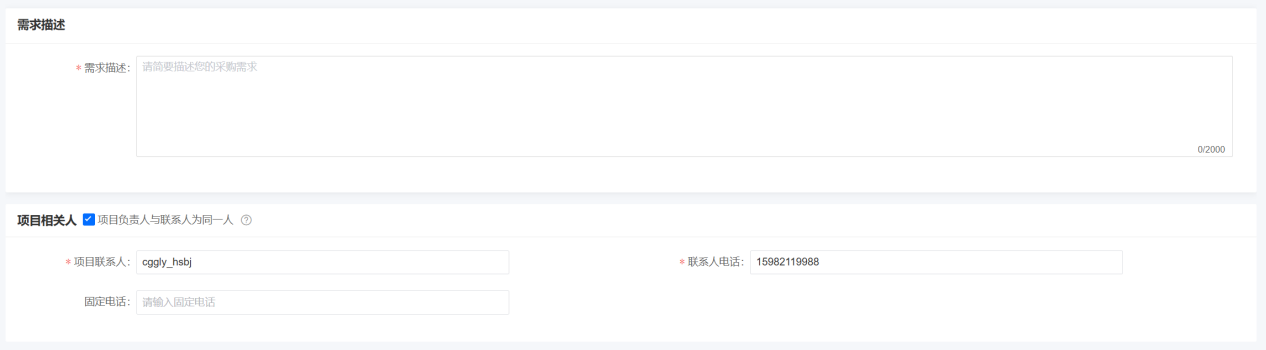 需求描述
* 需求描述：
请简要描述您的采购需求
0/2000
项目相关人 项目负责人与联系人为同一人 ?
* 项目联系人： cggly_hsbj * 联系人电话： 15982119988
固定电话： 请输入固定电话